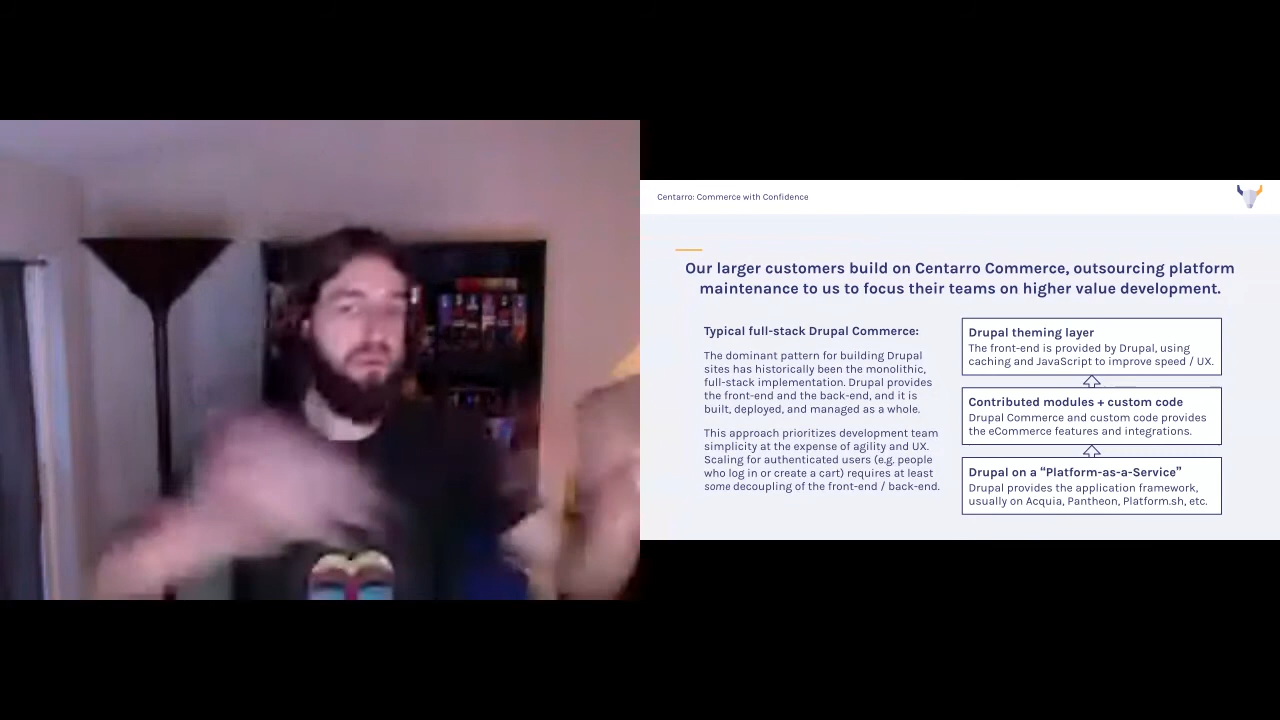 Centarro: Commerce with Confidence
Our larger customers build on Centarro Commerce, outsourcing platform
maintenance to us to focus their teams on higher value development.
Typical full-stack Drupal Commerce:
The dominant pattern for building Drupal
sites has historically been the monolithic,
full-stack implementation. Drupal provides
the front-end and the back-end, and it is
built, deployed, and managed as a whole.
This approach prioritizes development team
simplicity at the expense of agility and UX.
Scaling for authenticated users (e.g. people
who log in or create a cart) requires at least
some decoupling of the front-end / back-end.
Drupal theming layer
The front-end is provided by Drupal, using
caching and JavaScript to improve speed / UX.
Contributed modules + custom code
Drupal Commerce and custom code provides
the eCommerce features and integrations.
Drupal on a “Platform-as-a-Service”
Drupal provides the application framework,
usually on Acquia, Pantheon, Platform.sh, etc.